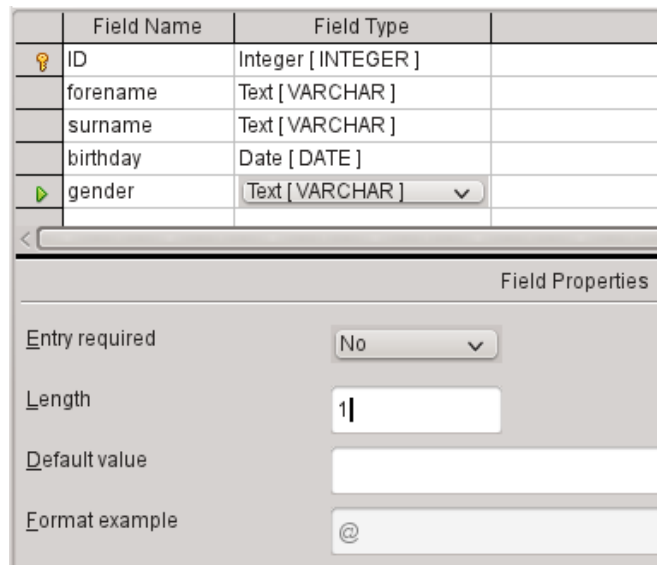 Field Name Field Type
ID Integer [ INTEGER ]
forename Text [ VARCHAR ]
surname Text [ VARCHAR ]
birthday Date [ DATE ]
gender Text [ VARCHAR ]
Field Properties
Entry required No
Length 1
Default value
Format example @